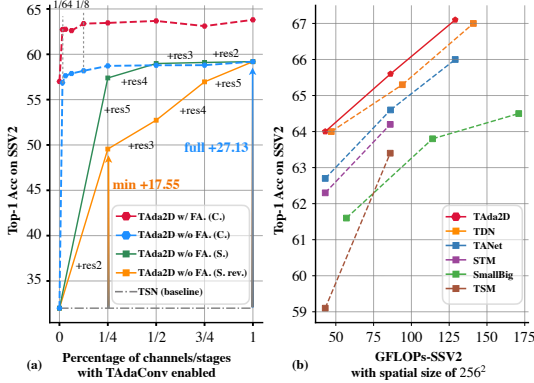 1/64 1/8
65
60
55
50
45
40
35
Top-1 Acc on SSV2
+res4
+res3
+res2
+res5
+res4
+res5
+res3
+res2
full +27.13
min +17.55
TAda2D w/ FA. (C.)
TAda2D w/o FA. (C.)
TAda2D w/o FA. (S.)
TAda2D w/o FA. (S. rev.)
TSN (baseline)
0 1/4 1/2 3/4 1
(a)
Percentage of channels/stages
with TAdaConv enabled
67
66
65
64
63
62
61
60
59
Top-1 Acc on SSV2
TAda2D
TDN
TANet
STM
SmallBig
TSM
50 75 100 125 150 175
(b)
GFLOPs-SSV2
with spatial size of 256²